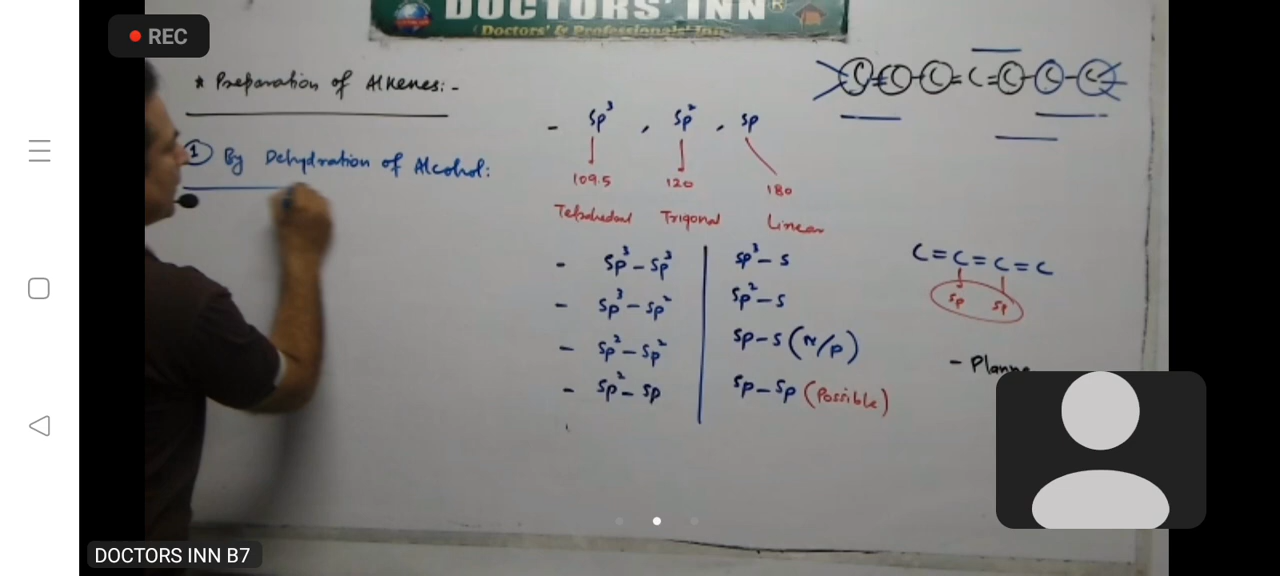 REC
DOCTORS' INN®
(Doctors' & Professionals' Inn)
* Preparation of Alkenes:-
① By Dehydration of Alcohol:
- sp³ , sp² , sp
109.5 120 180
Tetrahedral Trigonal Linear
- sp³-sp³ | sp³-s
- sp³-sp² | sp²-s
- sp²-sp² | sp-s (N/P)
- sp²-sp | sp-sp (Possible)
C=C=C=C
sp sp
DOCTORS INN B7